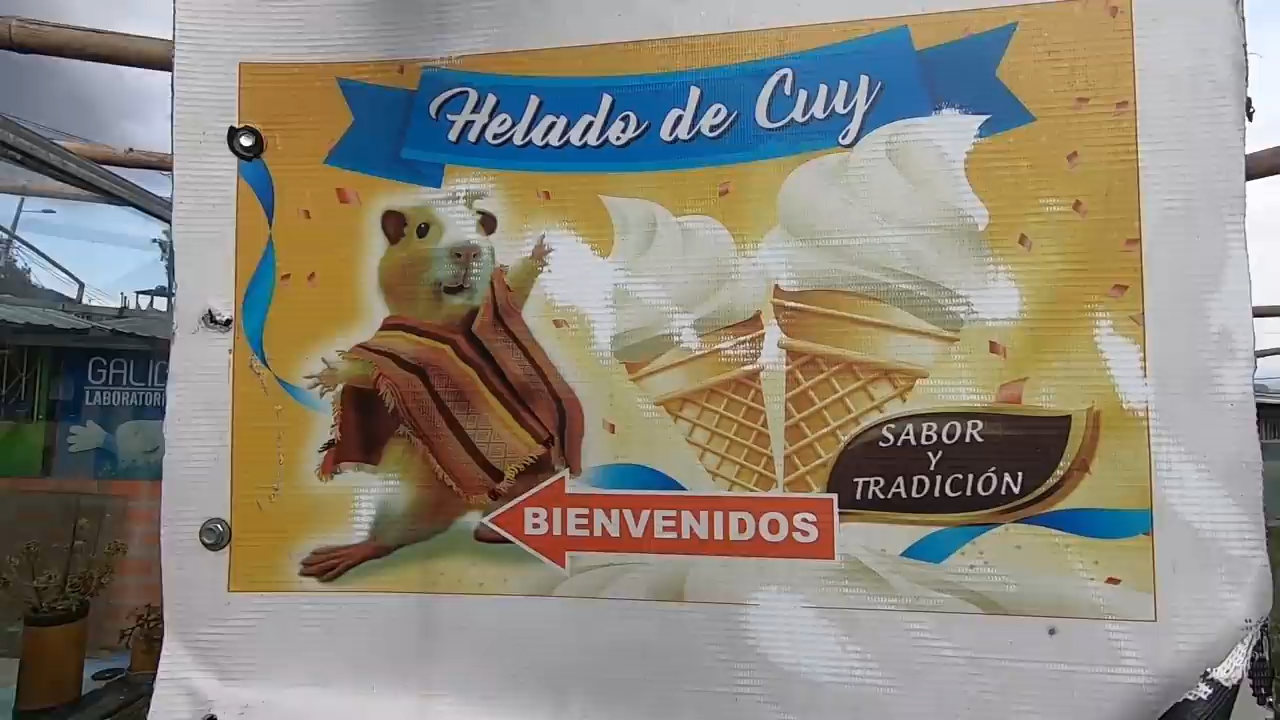 Helado de Cuy
SABOR
Y
TRADICIÓN
BIENVENIDOS
LABORATORI